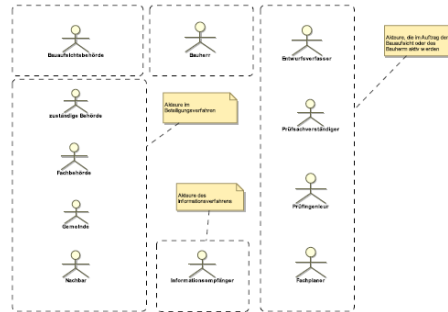 Bauaufsichtsbehörde
Bauherr
Entwurfsverfasser
Akteure, die im Auftrag der
Bauaufsicht oder des
Bauherrn aktiv werden
zuständige Behörde
Akteure im
Beteiligungsverfahren
Prüfsachverständiger
Fachbehörde
Akteure des
Informationsverfahrens
Gemeinde
Prüfingenieur
Nachbar
Informationsempfänger
Fachplaner